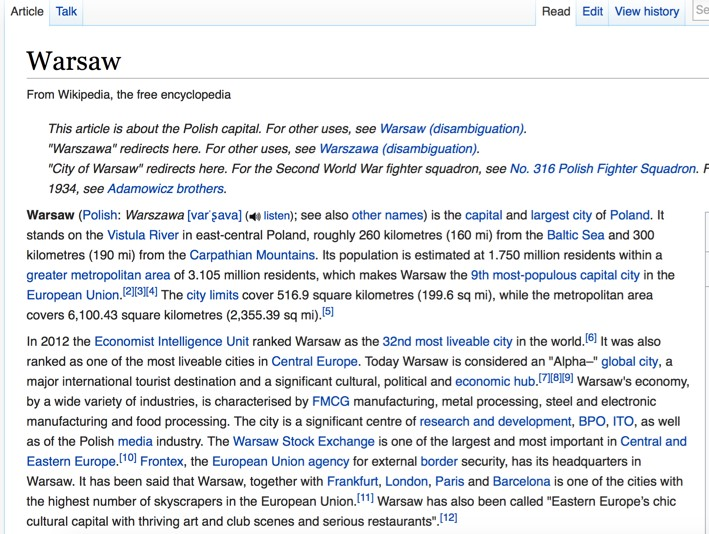 Article Talk Read Edit View history Se
Warsaw
From Wikipedia, the free encyclopedia
This article is about the Polish capital. For other uses, see Warsaw (disambiguation).
"Warszawa" redirects here. For other uses, see Warszawa (disambiguation).
"City of Warsaw" redirects here. For the Second World War fighter squadron, see No. 316 Polish Fighter Squadron. F
1934, see Adamowicz brothers.
Warsaw (Polish: Warszawa [varˈʂava] (listen); see also other names) is the capital and largest city of Poland. It
stands on the Vistula River in east-central Poland, roughly 260 kilometres (160 mi) from the Baltic Sea and 300
kilometres (190 mi) from the Carpathian Mountains. Its population is estimated at 1.750 million residents within a
greater metropolitan area of 3.105 million residents, which makes Warsaw the 9th most-populous capital city in the
European Union.[2][3][4] The city limits cover 516.9 square kilometres (199.6 sq mi), while the metropolitan area
covers 6,100.43 square kilometres (2,355.39 sq mi).[5]
In 2012 the Economist Intelligence Unit ranked Warsaw as the 32nd most liveable city in the world.[6] It was also
ranked as one of the most liveable cities in Central Europe. Today Warsaw is considered an "Alpha–" global city, a
major international tourist destination and a significant cultural, political and economic hub.[7][8][9] Warsaw's economy,
by a wide variety of industries, is characterised by FMCG manufacturing, metal processing, steel and electronic
manufacturing and food processing. The city is a significant centre of research and development, BPO, ITO, as well
as of the Polish media industry. The Warsaw Stock Exchange is one of the largest and most important in Central and
Eastern Europe.[10] Frontex, the European Union agency for external border security, has its headquarters in
Warsaw. It has been said that Warsaw, together with Frankfurt, London, Paris and Barcelona is one of the cities with
the highest number of skyscrapers in the European Union.[11] Warsaw has also been called "Eastern Europe's chic
cultural capital with thriving art and club scenes and serious restaurants".[12]